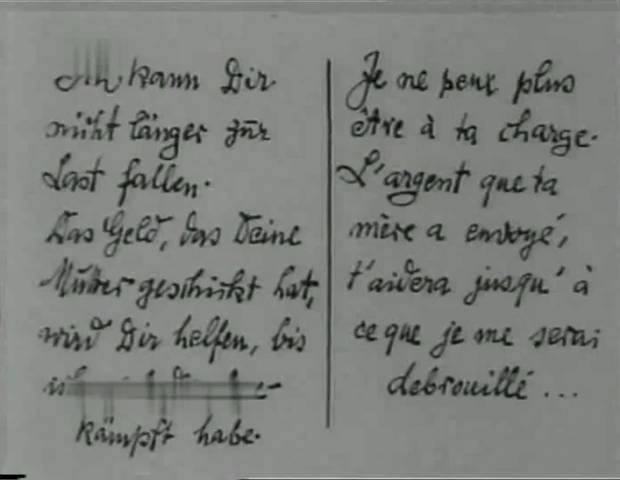 Ich kann Dir
nicht länger zur
Last fallen.
Das Geld, das Deine
Mutter geschickt hat,
wird Dir helfen, bis
kämpft habe.
Je ne peux plus
être à ta charge.
L'argent que ta
mère a envoyé,
t'aidera jusqu'à
ce que je me serai
debrouillé...